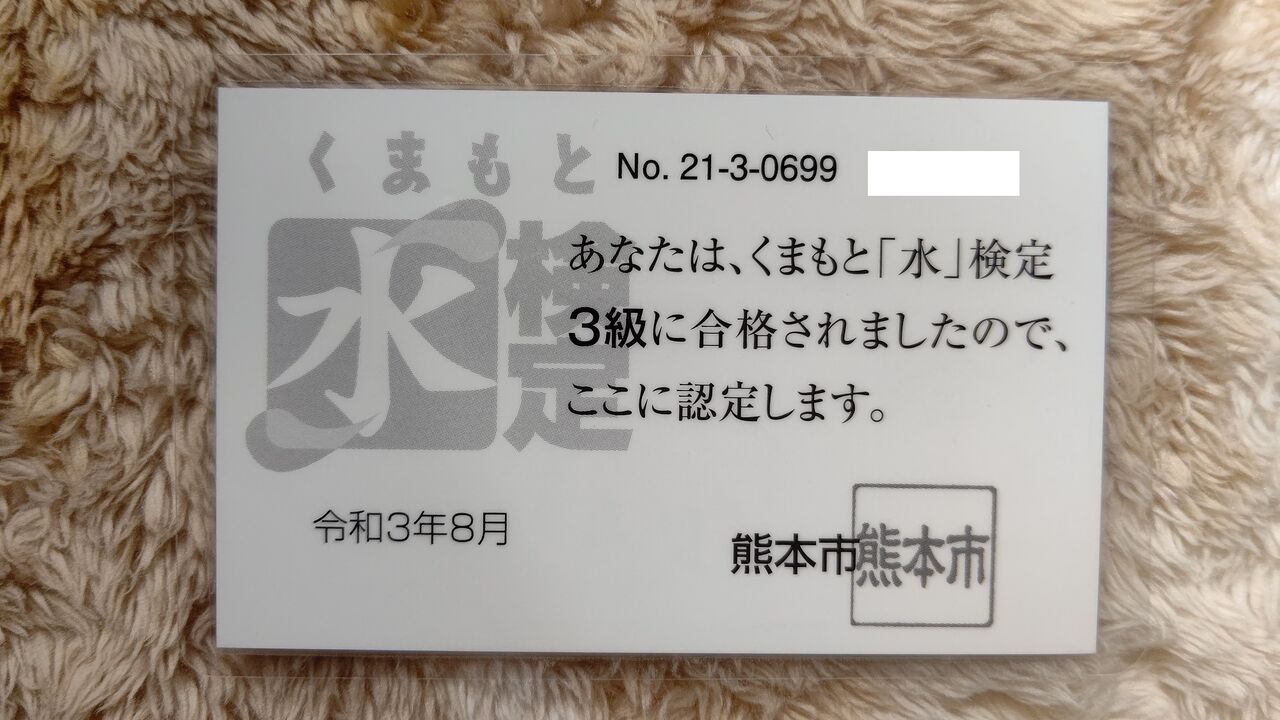 くまもと
水検定
No. 21-3-0699
あなたは、くまもと「水」検定
3級に合格されましたので、
ここに認定します。
令和3年8月
熊本市
熊本市